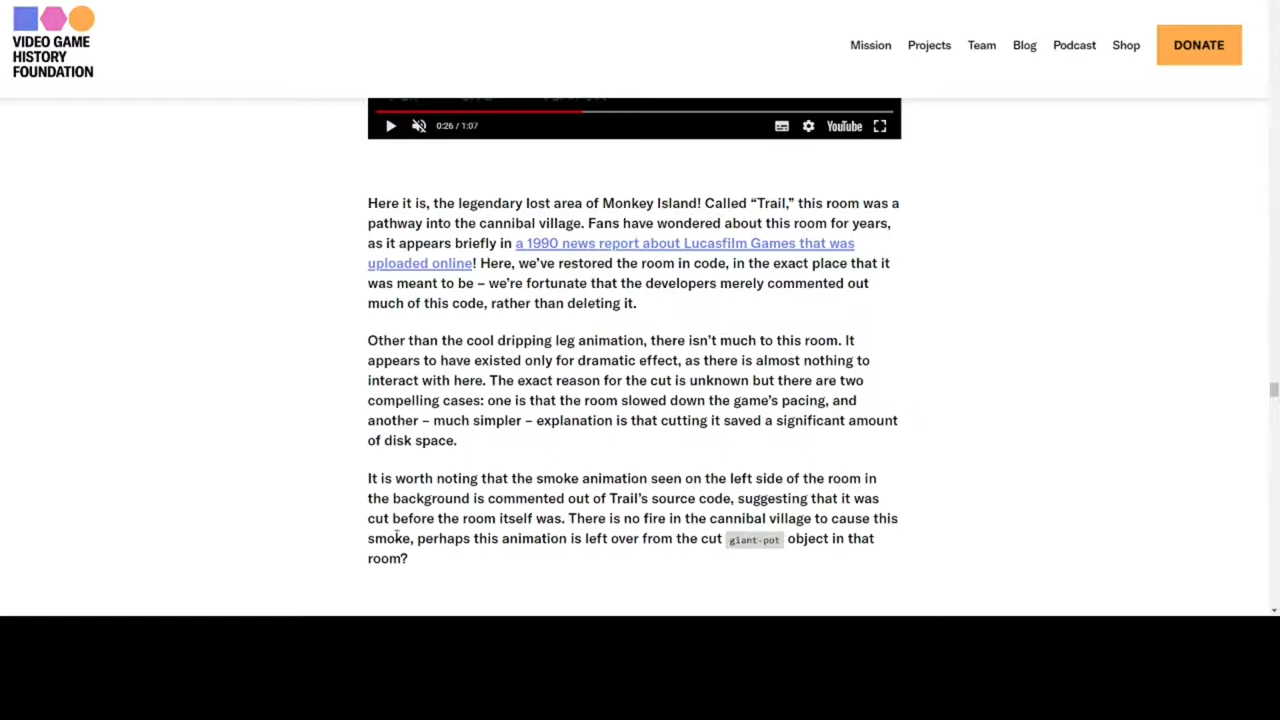 VIDEO GAME
HISTORY
FOUNDATION
Mission Projects Team Blog Podcast Shop DONATE
0:26 / 1:07 YouTube
Here it is, the legendary lost area of Monkey Island! Called “Trail,” this room was a
pathway into the cannibal village. Fans have wondered about this room for years,
as it appears briefly in a 1990 news report about Lucasfilm Games that was
uploaded online! Here, we’ve restored the room in code, in the exact place that it
was meant to be – we’re fortunate that the developers merely commented out
much of this code, rather than deleting it.
Other than the cool dripping leg animation, there isn’t much to this room. It
appears to have existed only for dramatic effect, as there is almost nothing to
interact with here. The exact reason for the cut is unknown but there are two
compelling cases: one is that the room slowed down the game’s pacing, and
another – much simpler – explanation is that cutting it saved a significant amount
of disk space.
It is worth noting that the smoke animation seen on the left side of the room in
the background is commented out of Trail’s source code, suggesting that it was
cut before the room itself was. There is no fire in the cannibal village to cause this
smoke, perhaps this animation is left over from the cut giant-pot object in that
room?